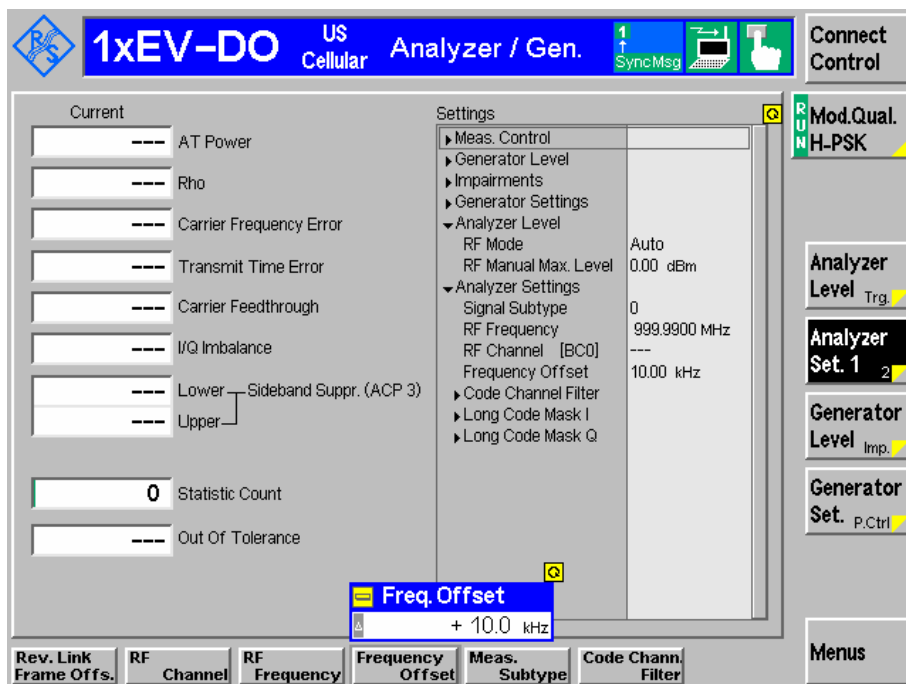 R&S
1xEV-DO
US
Cellular
Analyzer / Gen.
1
SyncMsg
Connect
Control
Current
AT Power
---
Rho
---
Carrier Frequency Error
---
Transmit Time Error
---
Carrier Feedthrough
---
I/Q Imbalance
---
Lower
---
Sideband Suppr. (ACP 3)
Upper
---
0
Statistic Count
---
Out Of Tolerance
Settings
Meas. Control
Generator Level
Impairments
Generator Settings
Analyzer Level
RF Mode Auto
RF Manual Max. Level 0.00 dBm
Analyzer Settings
Signal Subtype 0
RF Frequency 999.9900 MHz
RF Channel [BC0] ---
Frequency Offset 10.00 kHz
Code Channel Filter
Long Code Mask I
Long Code Mask Q
Freq. Offset
+ 10.0 kHz
RUN
Mod.Qual.
H-PSK
Analyzer
Level Trg.
Analyzer
Set. 1 2
Generator
Level Imp.
Generator
Set. P.Ctrl
Menus
Rev. Link
Frame Offs.
RF
Channel
RF
Frequency
Frequency
Offset
Meas.
Subtype
Code Chann.
Filter